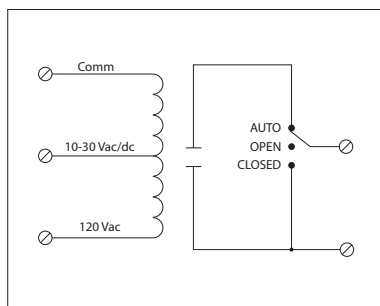 Comm
10-30 Vac/dc
120 Vac
AUTO
OPEN
CLOSED